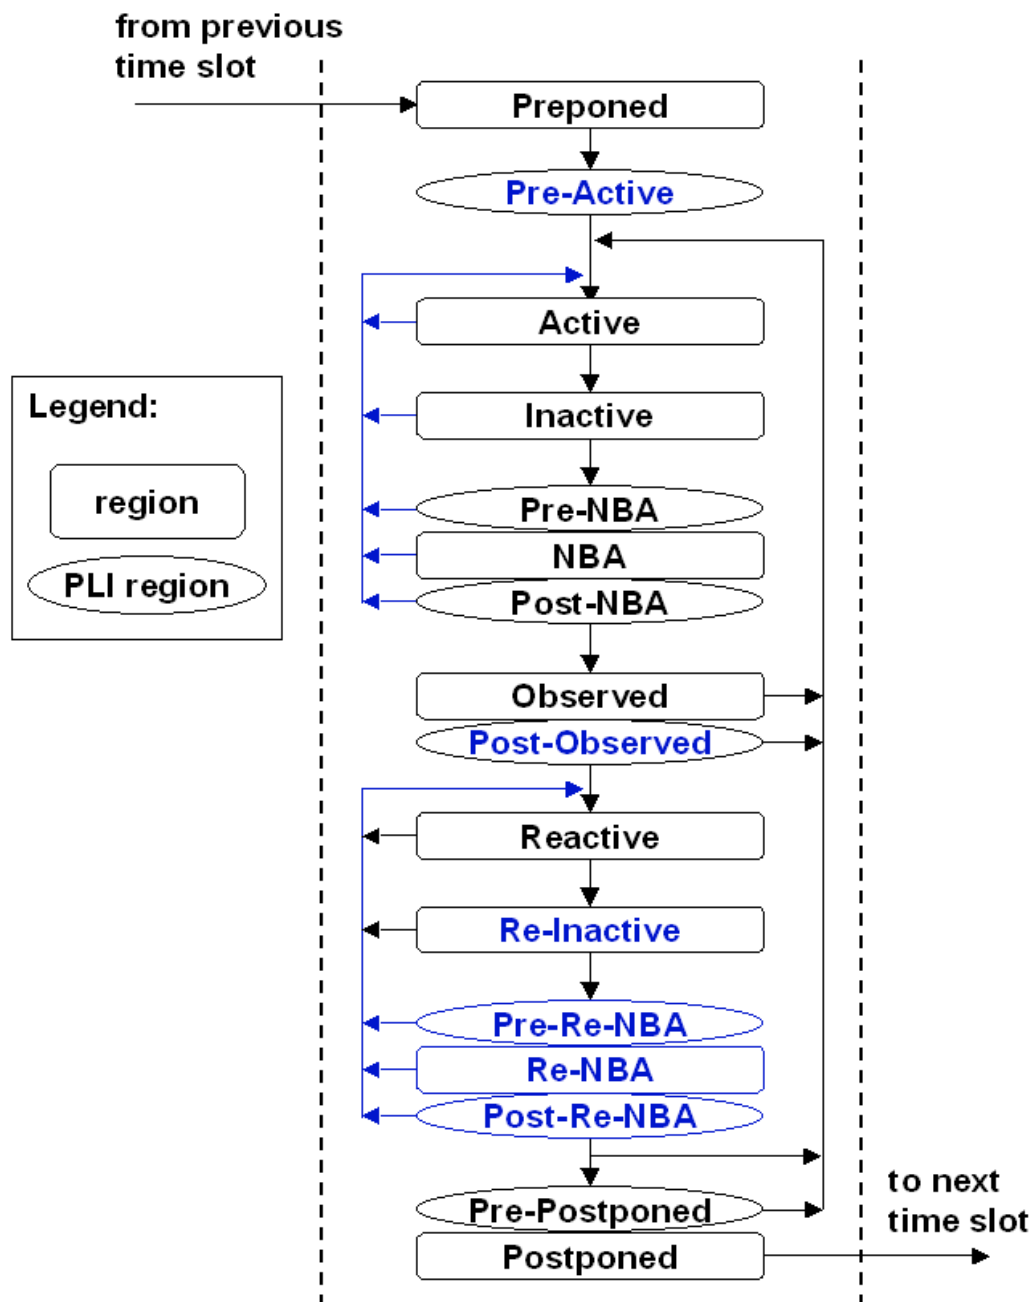 from previous
time slot
Preponed
Pre-Active
Active
Inactive
Legend:
region
PLI region
Pre-NBA
NBA
Post-NBA
Observed
Post-Observed
Reactive
Re-Inactive
Pre-Re-NBA
Re-NBA
Post-Re-NBA
Pre-Postponed
Postponed
to next
time slot